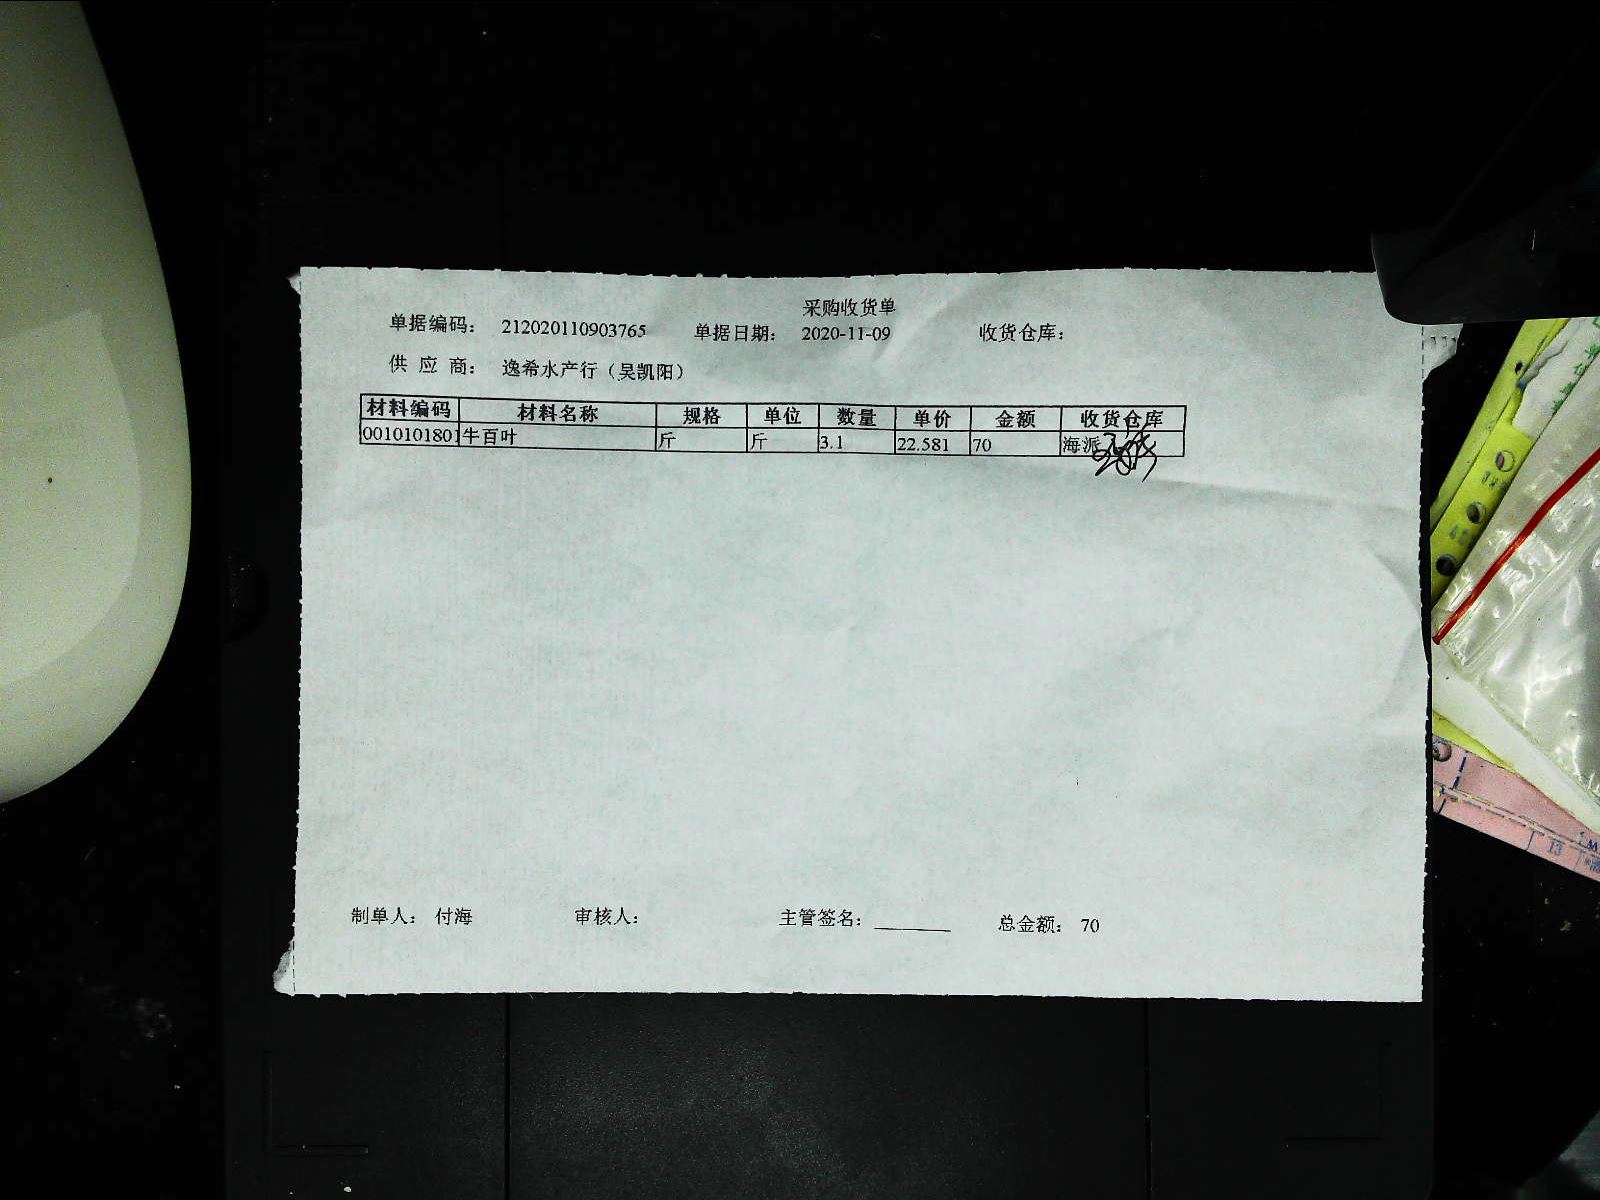 采购收货单
单据编码： 212020110903765 单据日期： 2020-11-09 收货仓库：
供 应 商： 逸希水产行（吴凯阳）
材料编码 材料名称 规格 单位 数量 单价 金额 收货仓库
0010101801 牛百叶 斤 斤 3.1 22.581 70 海派
制单人： 付海 审核人： 主管签名： 总金额： 70
13